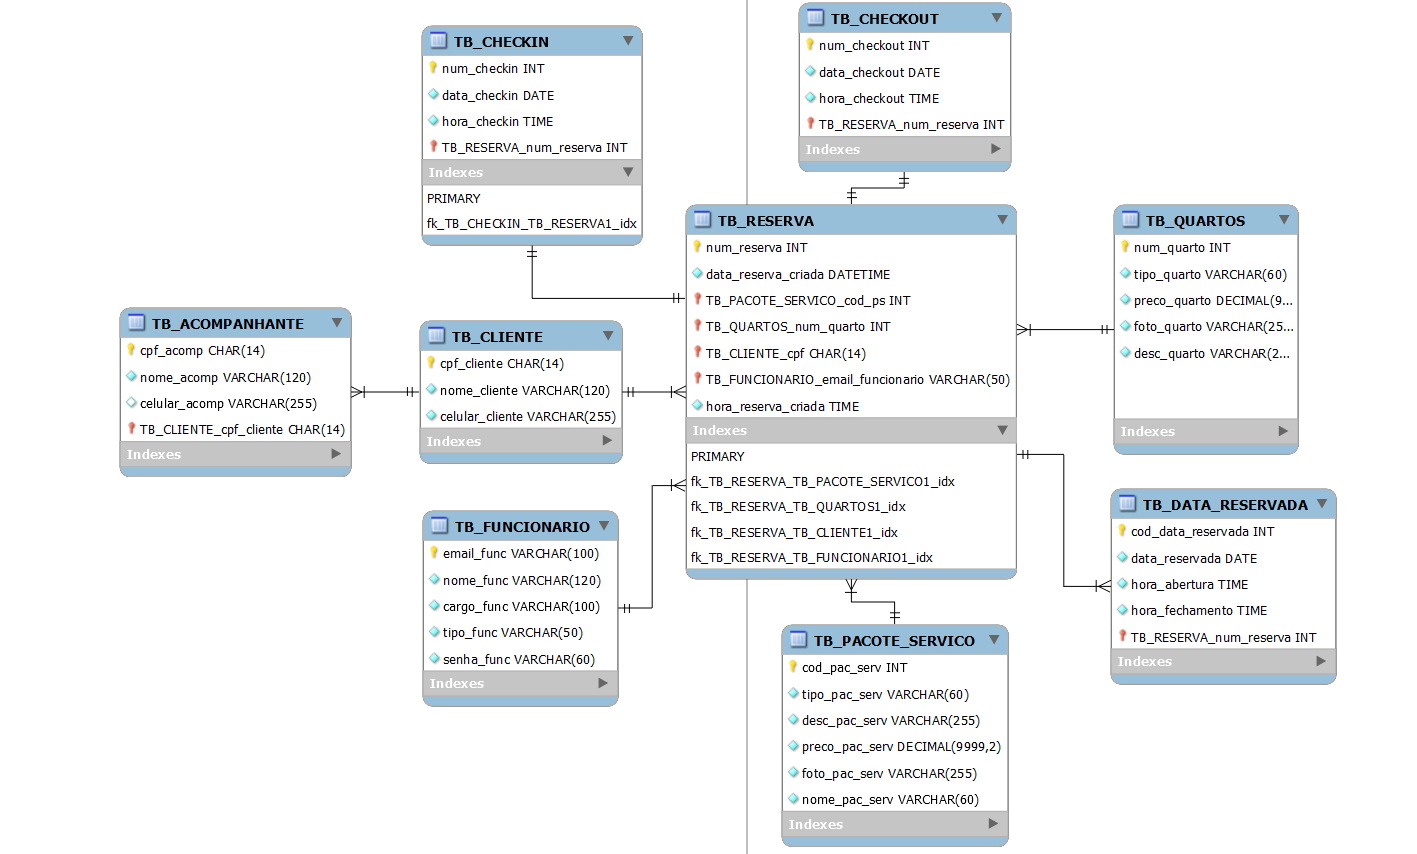 TB_CHECKIN
num_checkin INT
data_checkin DATE
hora_checkin TIME
TB_RESERVA_num_reserva INT
Indexes
PRIMARY
fk_TB_CHECKIN_TB_RESERVA1_idx
TB_CHECKOUT
num_checkout INT
data_checkout DATE
hora_checkout TIME
TB_RESERVA_num_reserva INT
Indexes
TB_RESERVA
num_reserva INT
data_reserva_criada DATETIME
TB_PACOTE_SERVICO_cod_ps INT
TB_QUARTOS_num_quarto INT
TB_CLIENTE_cpf CHAR(14)
TB_FUNCIONARIO_email_funcionario VARCHAR(50)
hora_reserva_criada TIME
Indexes
PRIMARY
fk_TB_RESERVA_TB_PACOTE_SERVICO1_idx
fk_TB_RESERVA_TB_QUARTOS1_idx
fk_TB_RESERVA_TB_CLIENTE1_idx
fk_TB_RESERVA_TB_FUNCIONARIO1_idx
TB_QUARTOS
num_quarto INT
tipo_quarto VARCHAR(60)
preco_quarto DECIMAL(9...
foto_quarto VARCHAR(25...
desc_quarto VARCHAR(2...
Indexes
TB_ACOMPANHANTE
cpf_acomp CHAR(14)
nome_acomp VARCHAR(120)
celular_acomp VARCHAR(255)
TB_CLIENTE_cpf_cliente CHAR(14)
Indexes
TB_CLIENTE
cpf_cliente CHAR(14)
nome_cliente VARCHAR(120)
celular_cliente VARCHAR(255)
Indexes
TB_FUNCIONARIO
email_func VARCHAR(100)
nome_func VARCHAR(120)
cargo_func VARCHAR(100)
tipo_func VARCHAR(50)
senha_func VARCHAR(60)
Indexes
TB_DATA_RESERVADA
cod_data_reservada INT
data_reservada DATE
hora_abertura TIME
hora_fechamento TIME
TB_RESERVA_num_reserva INT
Indexes
TB_PACOTE_SERVICO
cod_pac_serv INT
tipo_pac_serv VARCHAR(60)
desc_pac_serv VARCHAR(255)
preco_pac_serv DECIMAL(9999,2)
foto_pac_serv VARCHAR(255)
nome_pac_serv VARCHAR(60)
Indexes